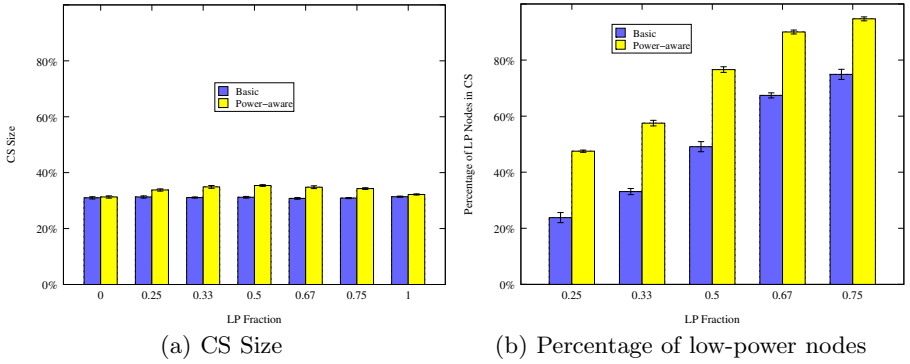 CS Size
80%
60%
40%
20%
0%
Basic
Power-aware
0 0.25 0.33 0.5 0.67 0.75 1
LP Fraction
(a) CS Size
Percentage of LP Nodes in CS
80%
60%
40%
20%
0%
Basic
Power-aware
0.25 0.33 0.5 0.67 0.75
LP Fraction
(b) Percentage of low-power nodes